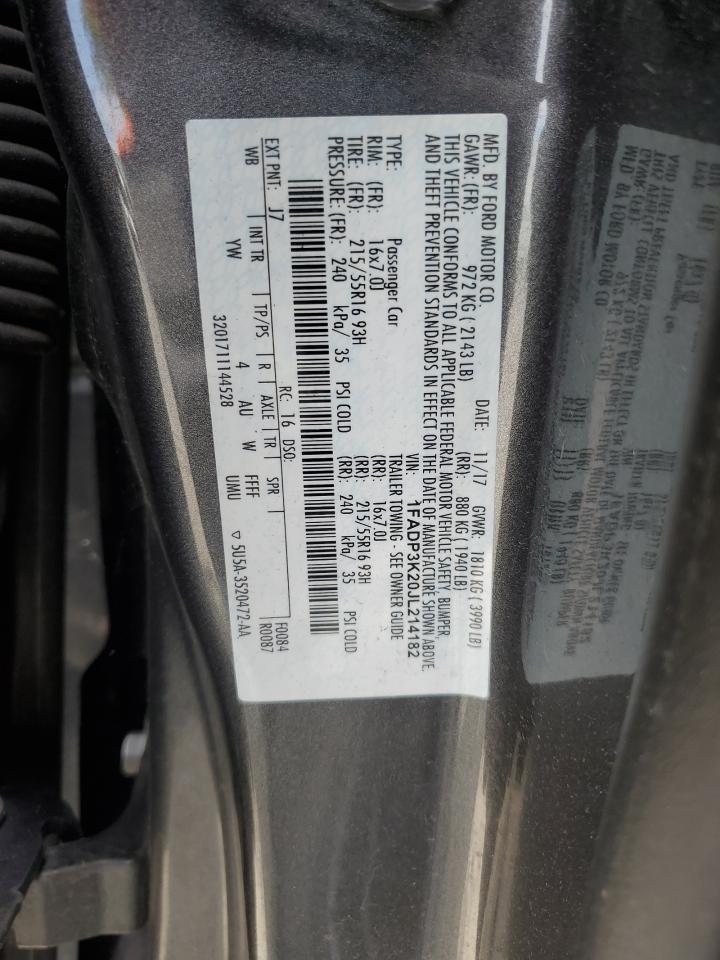 MFD. BY FORD MOTOR CO.
DATE: 11/17 GVWR: 1810 KG ( 3990 LB)
GAWR: (FR): 972 KG ( 2143 LB) (RR): 880 KG ( 1940 LB)
THIS VEHICLE CONFORMS TO ALL APPLICABLE FEDERAL MOTOR VEHICLE SAFETY, BUMPER,
AND THEFT PREVENTION STANDARDS IN EFFECT ON THE DATE OF MANUFACTURE SHOWN ABOVE.
VIN: 1FADP3K20JL214182
TYPE: Passenger Car TRAILER TOWING - SEE OWNER GUIDE
RIM: (FR): 16x7.0J (RR): 16x7.0J
TIRE: (FR): 215/55R16 93H (RR): 215/55R16 93H
PRESSURE: (FR): 240 kPa/ 35 PSI COLD (RR): 240 kPa/ 35 PSI COLD
F0084
R0087
RC: 16 DSO:
EXT PNT: J7 INT TR TP/PS R AXLE TR SPR
WB YW 4 AU W FFFF UMU
▽ 5U5A-3520472-AA
3201711144528